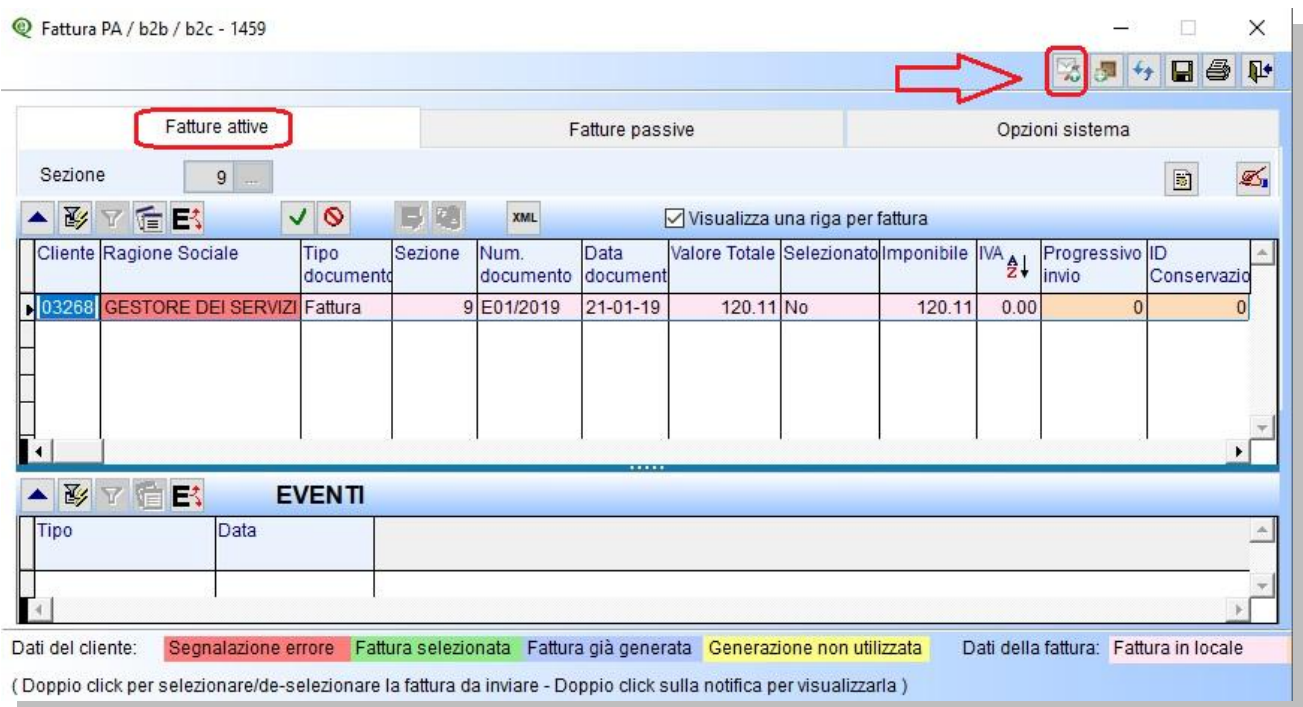 Fattura PA / b2b / b2c - 1459
Fatture attive Fatture passive Opzioni sistema
Sezione 9 ...
E XML Visualizza una riga per fattura
Cliente Ragione Sociale Tipo documento Sezione Num. documento Data document Valore Totale Selezionato Imponibile IVA AZ Progressivo invio ID Conservazio
03268 GESTORE DEI SERVIZI Fattura 9 E01/2019 21-01-19 120.11 No 120.11 0.00 0 0
E EVENTI
Tipo Data
Dati del cliente: Segnalazione errore Fattura selezionata Fattura già generata Generazione non utilizzata Dati della fattura: Fattura in locale
( Doppio click per selezionare/de-selezionare la fattura da inviare - Doppio click sulla notifica per visualizzarla )